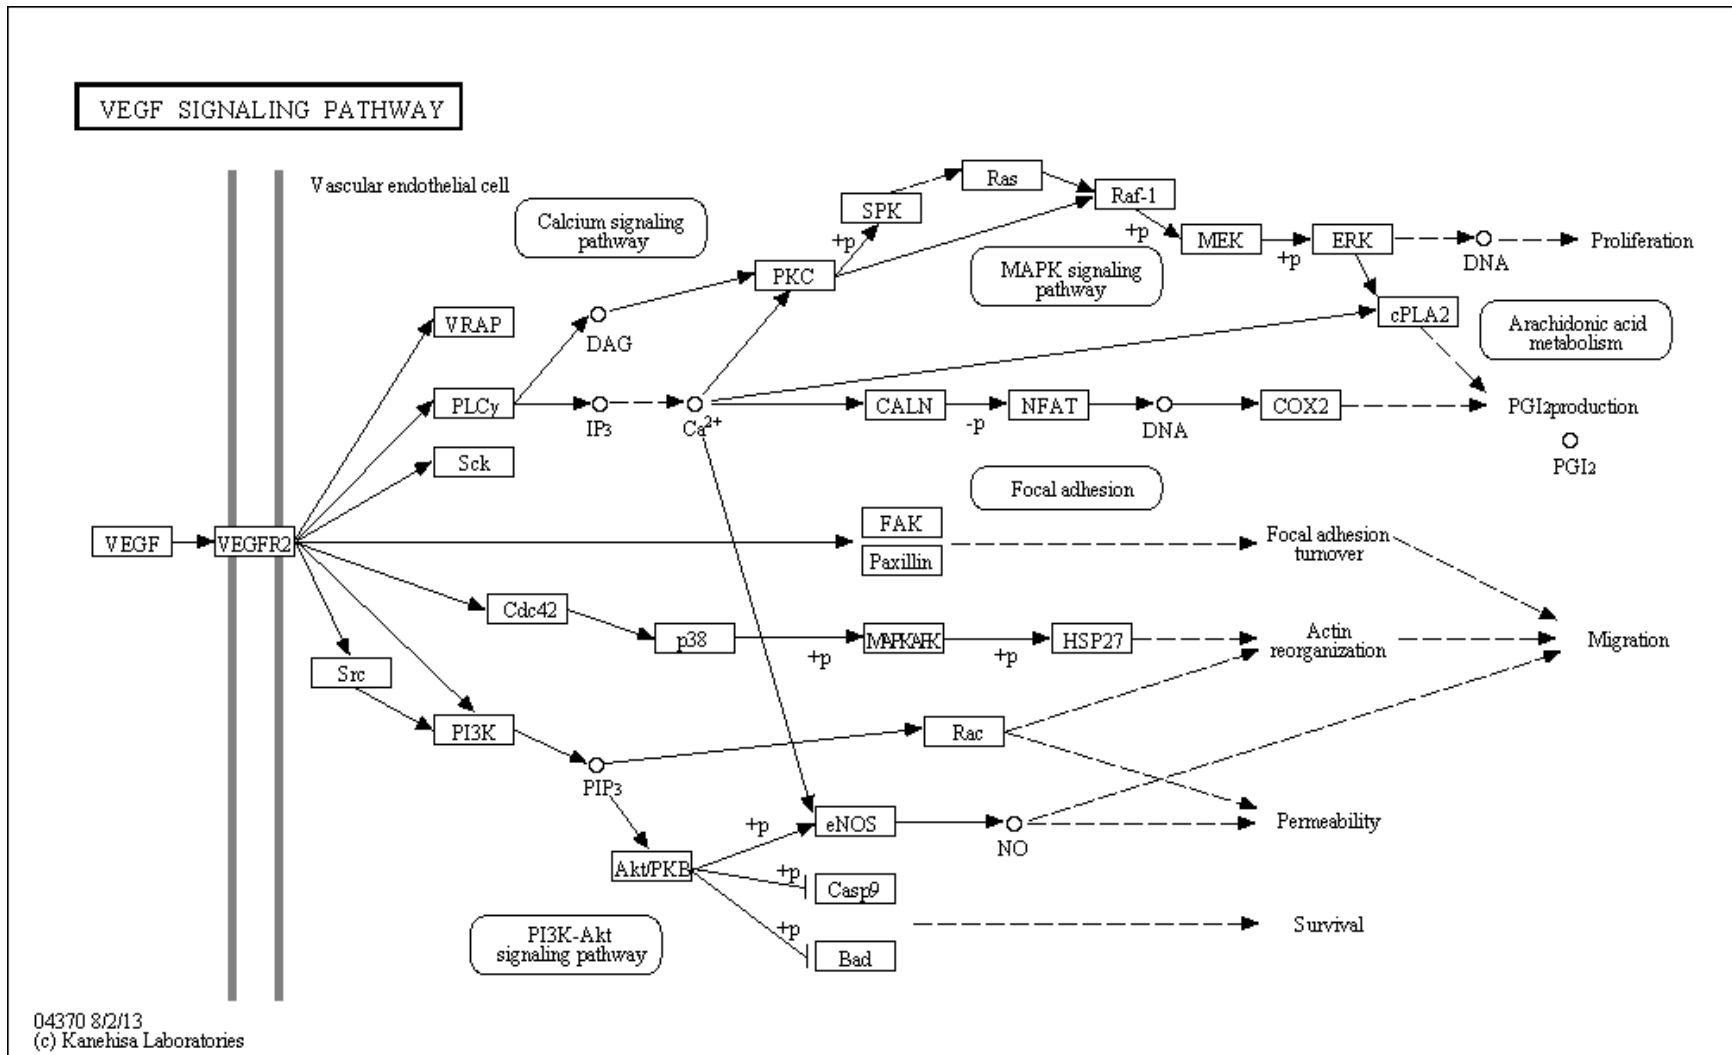 VEGF SIGNALING PATHWAY
Vascular endothelial cell
Calcium signaling
pathway
SPK
Ras
Raf-1
+p
+p
MEK
+p
ERK
DNA
Proliferation
PKC
MAPK signaling
pathway
VRAP
DAG
cPLA2
Arachidonic acid
metabolism
PLCγ
IP3
Ca2+
CALN
-p
NFAT
DNA
COX2
PGI2production
PGI2
Sck
Focal adhesion
VEGF
VEGFR2
FAK
Paxillin
Focal adhesion
turnover
Cdc42
p38
+p
MAPKAPK
+p
HSP27
Actin
reorganization
Migration
Src
PI3K
PIP3
Rac
+p
eNOS
NO
Permeability
Akt/PKB
+p
Casp9
+p
Bad
Survival
PI3K-Akt
signaling pathway
04370 8/2/13
(c) Kanehisa Laboratories